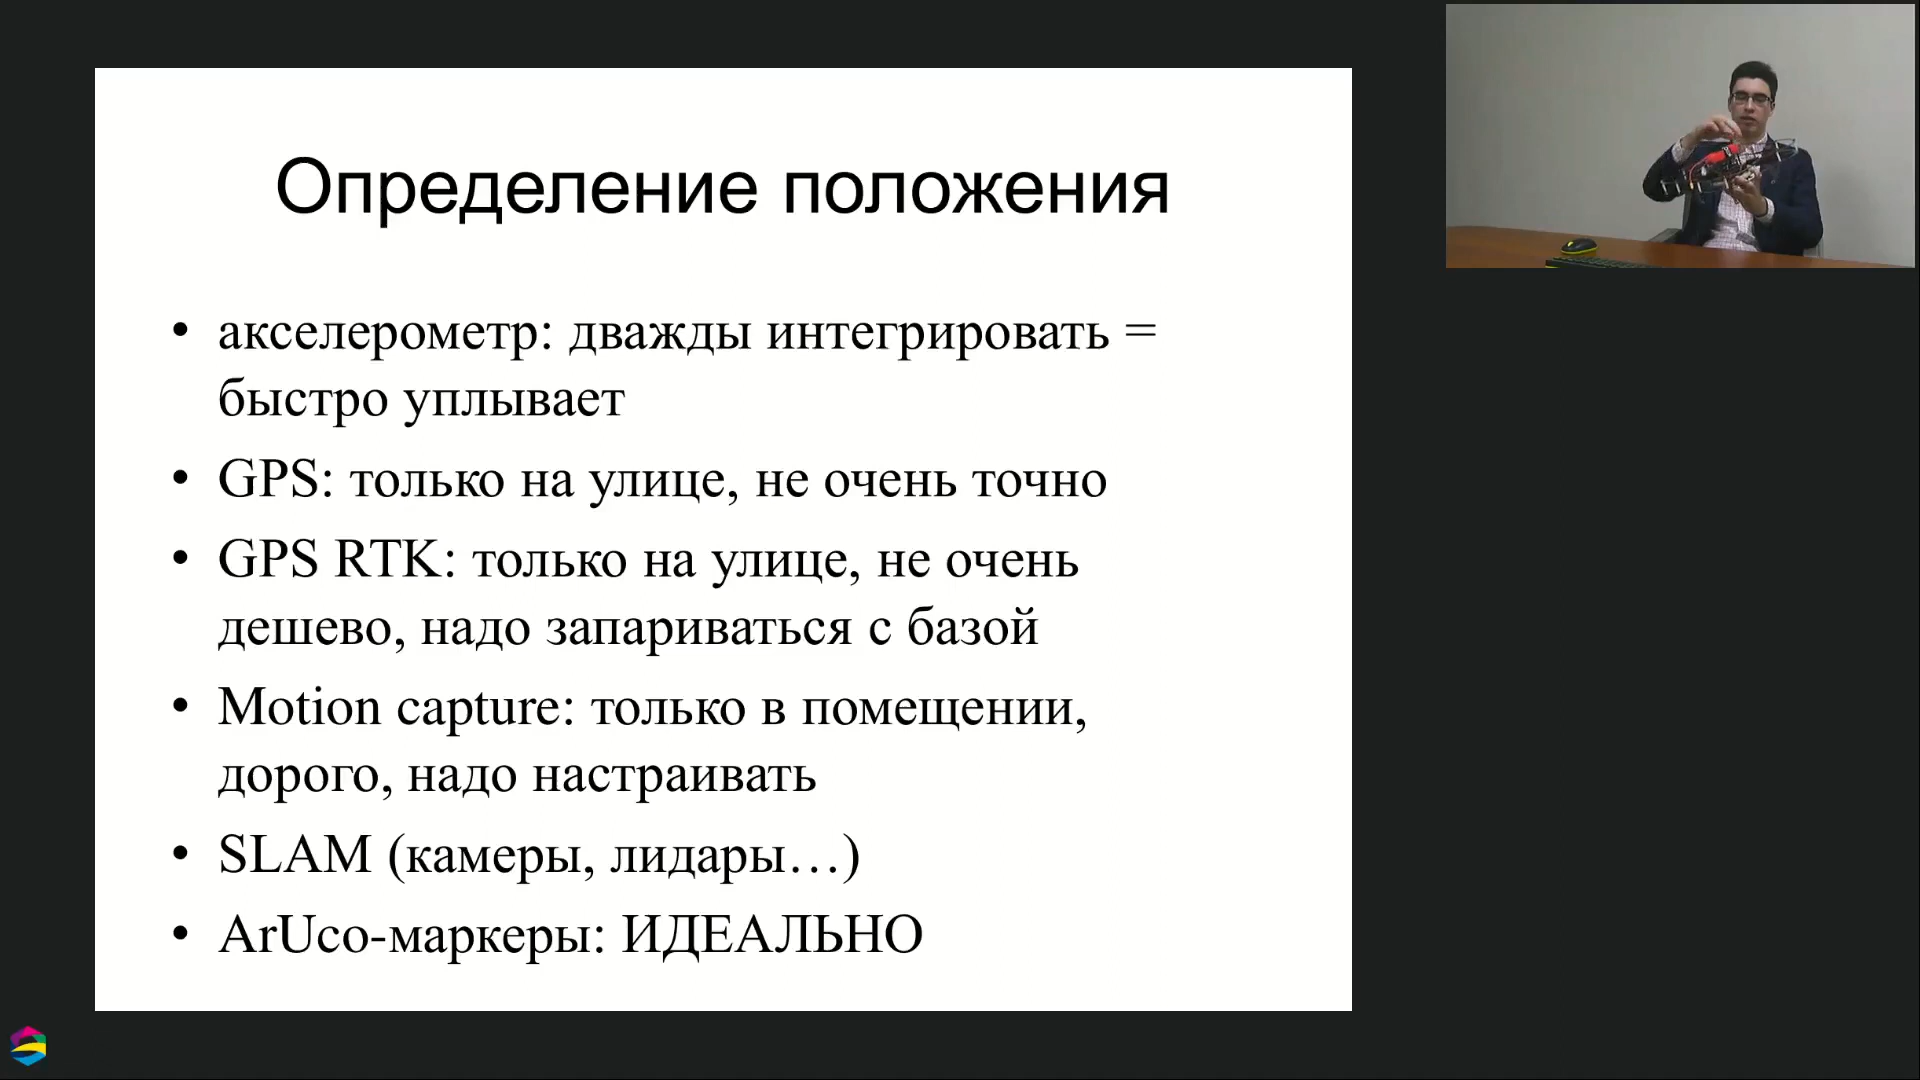 Определение положения
• акселерометр: дважды интегрировать =
быстро уплывает
• GPS: только на улице, не очень точно
• GPS RTK: только на улице, не очень
дешево, надо запариваться с базой
• Motion capture: только в помещении,
дорого, надо настраивать
• SLAM (камеры, лидары…)
• ArUco-маркеры: ИДЕАЛЬНО